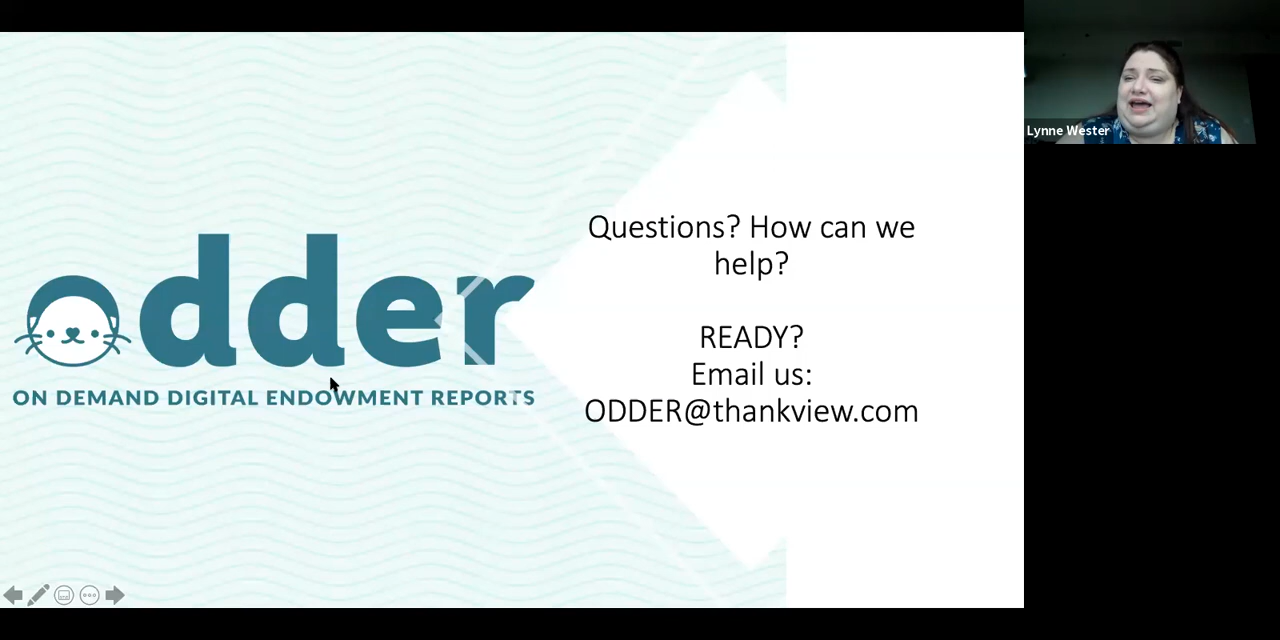 odder
ON DEMAND DIGITAL ENDOWMENT REPORTS
Questions? How can we
help?
READY?
Email us:
ODDER@thankview.com
Lynne Wester